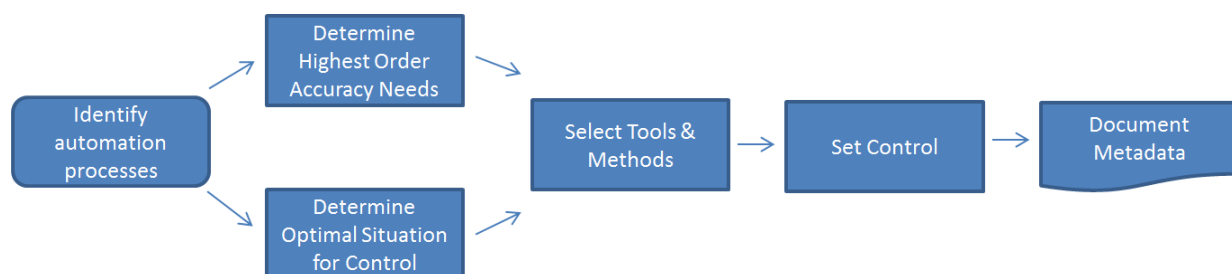 Identify
automation
processes
Determine
Highest Order
Accuracy Needs
Determine
Optimal Situation
for Control
Select Tools &
Methods
Set Control
Document
Metadata